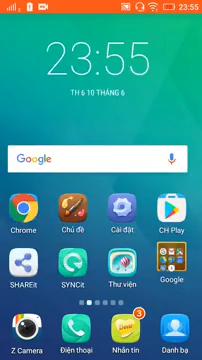 23:55
23:55
TH 6 10 THÁNG 6
Google
Chrome
Chủ đề
Cài đặt
CH Play
SHAREit
SYNCit
Thư viện
Google
3
Z Camera
Điện thoại
Nhắn tin
Danh bạ